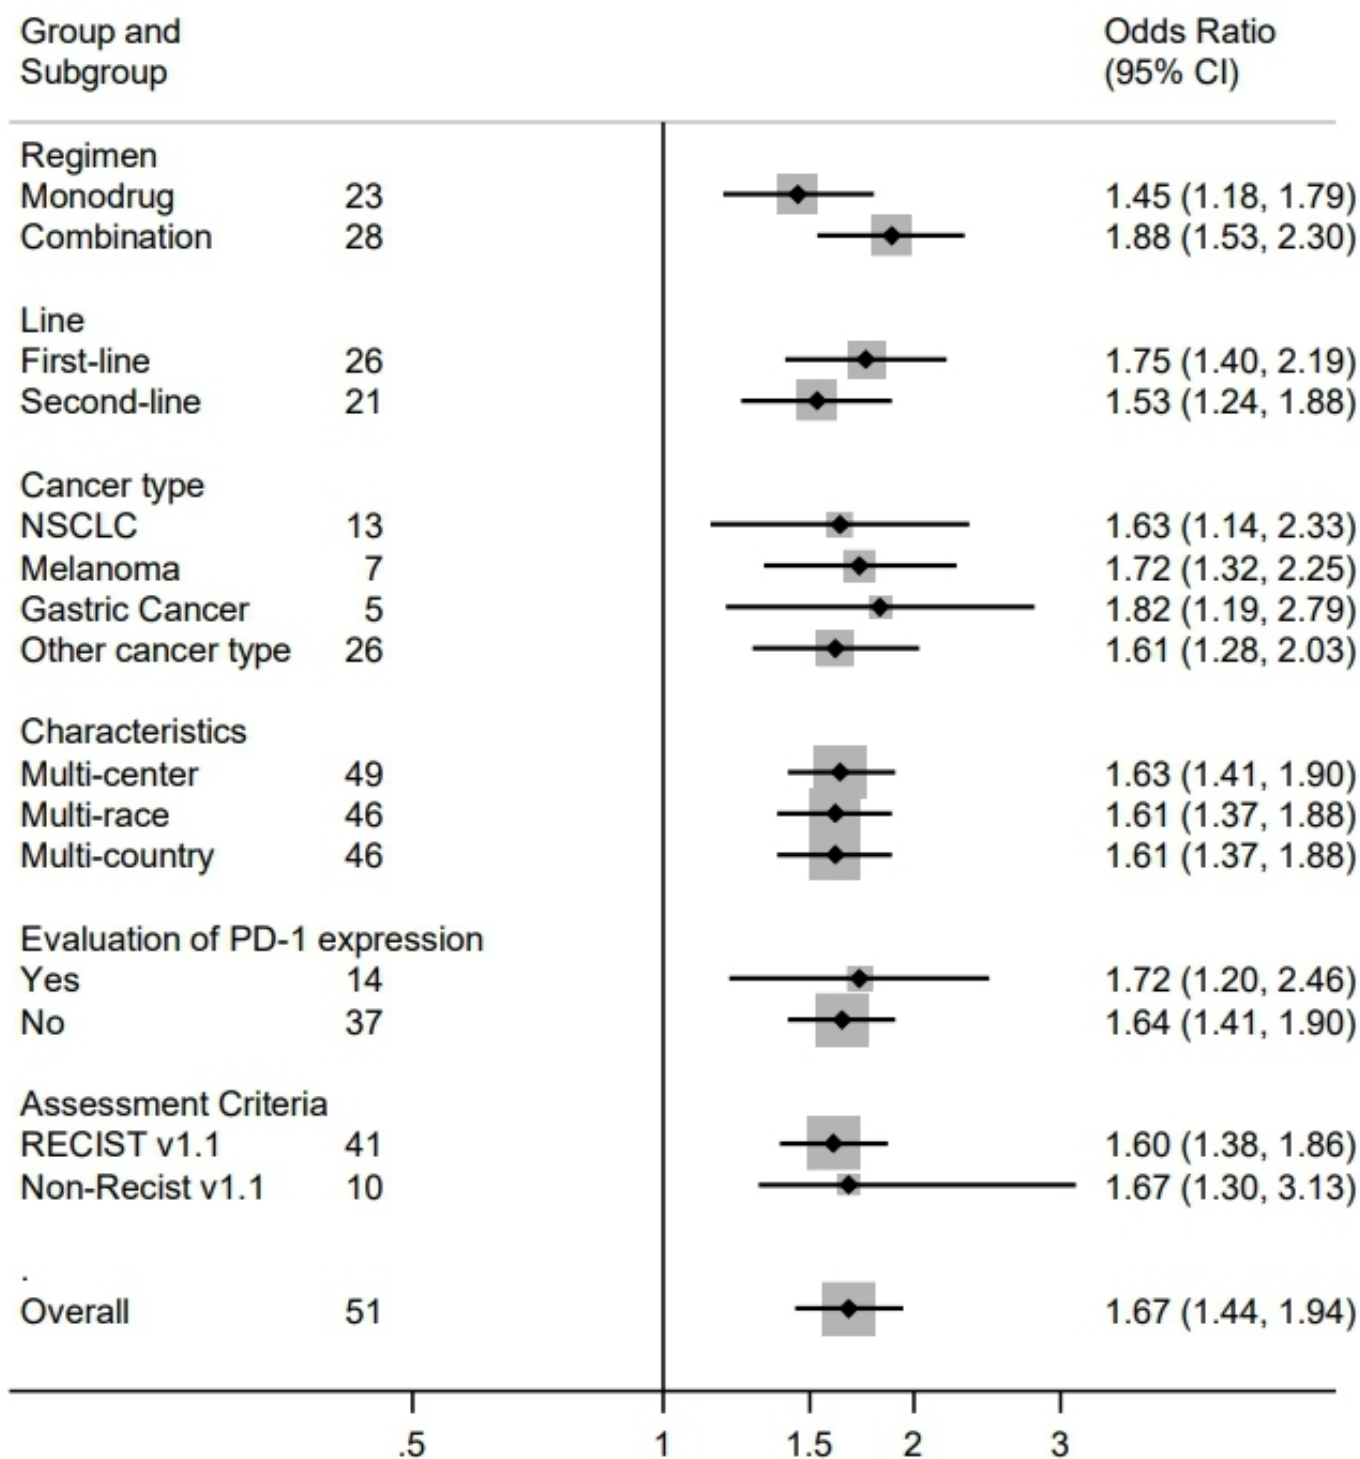 Group and Odds Ratio
Subgroup (95% CI)
Regimen
Monodrug 23 1.45 (1.18, 1.79)
Combination 28 1.88 (1.53, 2.30)
Line
First-line 26 1.75 (1.40, 2.19)
Second-line 21 1.53 (1.24, 1.88)
Cancer type
NSCLC 13 1.63 (1.14, 2.33)
Melanoma 7 1.72 (1.32, 2.25)
Gastric Cancer 5 1.82 (1.19, 2.79)
Other cancer type 26 1.61 (1.28, 2.03)
Characteristics
Multi-center 49 1.63 (1.41, 1.90)
Multi-race 46 1.61 (1.37, 1.88)
Multi-country 46 1.61 (1.37, 1.88)
Evaluation of PD-1 expression
Yes 14 1.72 (1.20, 2.46)
No 37 1.64 (1.41, 1.90)
Assessment Criteria
RECIST v1.1 41 1.60 (1.38, 1.86)
Non-Recist v1.1 10 1.67 (1.30, 3.13)
.
Overall 51 1.67 (1.44, 1.94)
.5 1 1.5 2 3